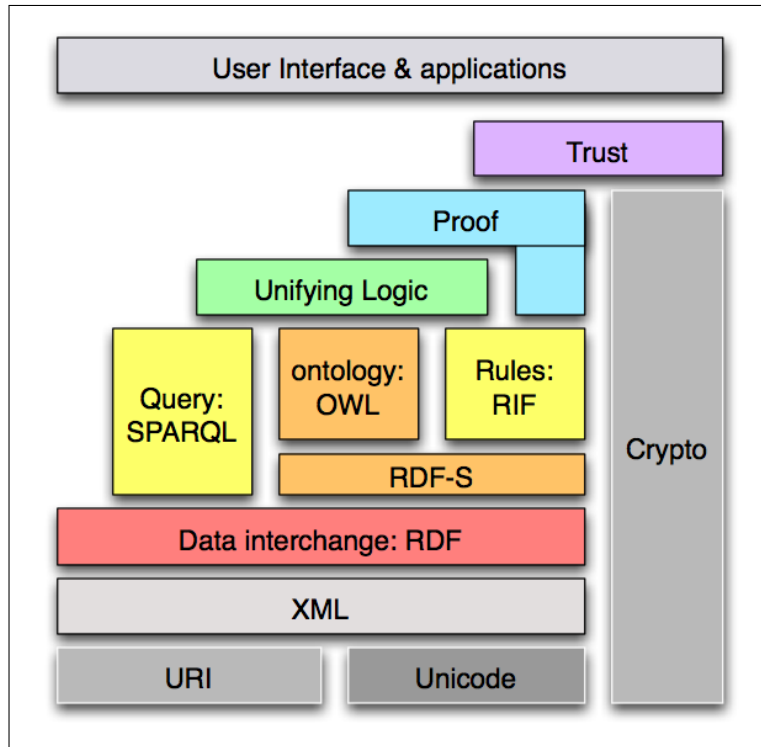 User Interface & applications
Trust
Proof
Unifying Logic
Query:
SPARQL
ontology:
OWL
Rules:
RIF
Crypto
RDF-S
Data interchange: RDF
XML
URI
Unicode